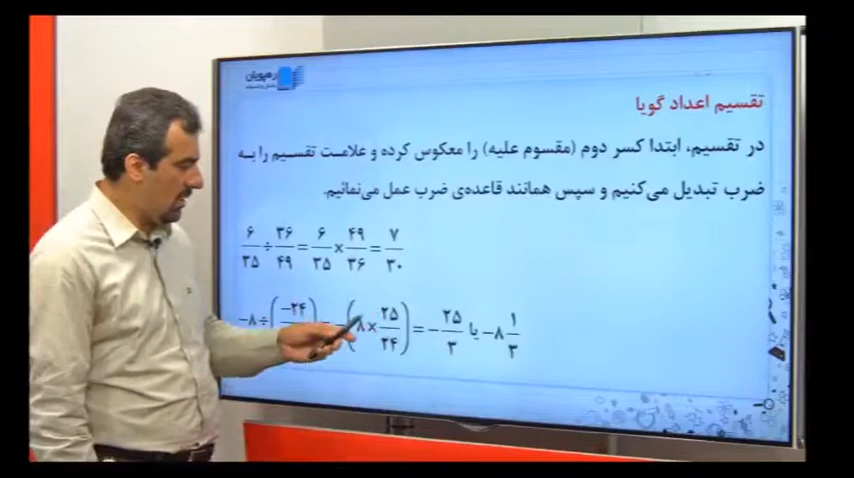 رهپویان
تقسیم اعداد گویا
در تقسیم، ابتدا کسر دوم (مقسوم علیه) را معکوس کرده و علامت تقسیم را به
ضرب تبدیل می‌کنیم و سپس همانند قاعده‌ی ضرب عمل می‌نمائیم.
۶/۳۵ ÷ ۳۶/۴۹ = ۶/۳۵ × ۴۹/۳۶ = ۷/۳۰
−۸ ÷ (−۲۴ (۸ × ۲۵/۲۴) = −۲۵/۳ یا −۸ ۱/۳